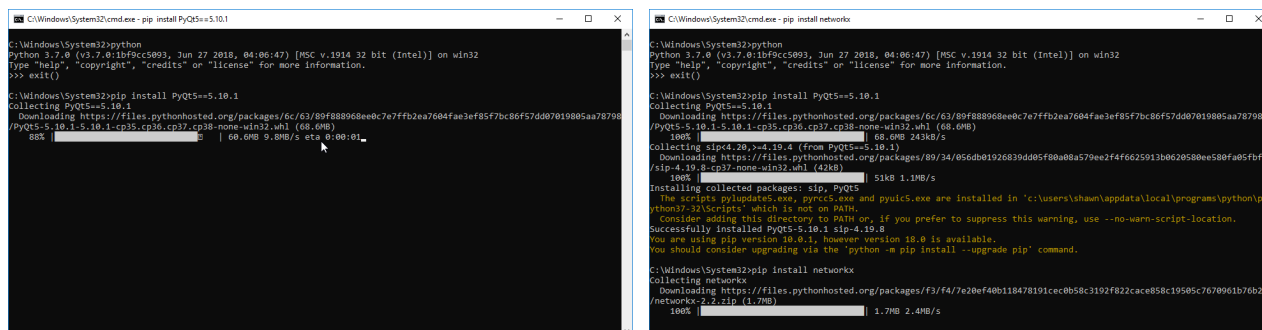 C:\Windows\System32\cmd.exe - pip install PyQt5==5.10.1
C:\Windows\System32>python
Python 3.7.0 (v3.7.0:1bf9cc5093, Jun 27 2018, 04:06:47) [MSC v.1914 32 bit (Intel)] on win32
Type "help", "copyright", "credits" or "license" for more information.
>>> exit()
C:\Windows\System32>pip install PyQt5==5.10.1
Collecting PyQt5==5.10.1
Downloading https://files.pythonhosted.org/packages/6c/63/89f888968ee0c7e7ffb2ea7604fae3ef85f7bc86f57dd07019805aa78798
/PyQt5-5.10.1-5.10.1-cp35.cp36.cp37.cp38-none-win32.whl (68.6MB)
88% | | 60.6MB 9.8MB/s eta 0:00:01
C:\Windows\System32\cmd.exe - pip install networkx
C:\Windows\System32>python
Python 3.7.0 (v3.7.0:1bf9cc5093, Jun 27 2018, 04:06:47) [MSC v.1914 32 bit (Intel)] on win32
Type "help", "copyright", "credits" or "license" for more information.
>>> exit()
C:\Windows\System32>pip install PyQt5==5.10.1
Collecting PyQt5==5.10.1
Downloading https://files.pythonhosted.org/packages/6c/63/89f888968ee0c7e7ffb2ea7604fae3ef85f7bc86f57dd07019805aa78798
/PyQt5-5.10.1-5.10.1-cp35.cp36.cp37.cp38-none-win32.whl (68.6MB)
100% | | 68.6MB 243kB/s
Collecting sip<4.20,>=4.19.4 (from PyQt5==5.10.1)
Downloading https://files.pythonhosted.org/packages/89/34/056db01926839dd05f80a08a579ee2f4f6625913b0620580ee580fa05fbf
/sip-4.19.8-cp37-none-win32.whl (42kB)
100% | | 51kB 1.1MB/s
Installing collected packages: sip, PyQt5
The scripts pylupdate5.exe, pyrcc5.exe and pyuic5.exe are installed in 'c:\users\shawn\appdata\local\programs\python\p
ython37-32\Scripts' which is not on PATH.
Consider adding this directory to PATH or, if you prefer to suppress this warning, use --no-warn-script-location.
Successfully installed PyQt5-5.10.1 sip-4.19.8
You are using pip version 10.0.1, however version 18.0 is available.
You should consider upgrading via the 'python -m pip install --upgrade pip' command.
C:\Windows\System32>pip install networkx
Collecting networkx
Downloading https://files.pythonhosted.org/packages/f3/f4/7e20ef40b118478191cec0b58c3192f822cace858c19505c7670961b76b2
/networkx-2.2.zip (1.7MB)
100% | | 1.7MB 2.4MB/s